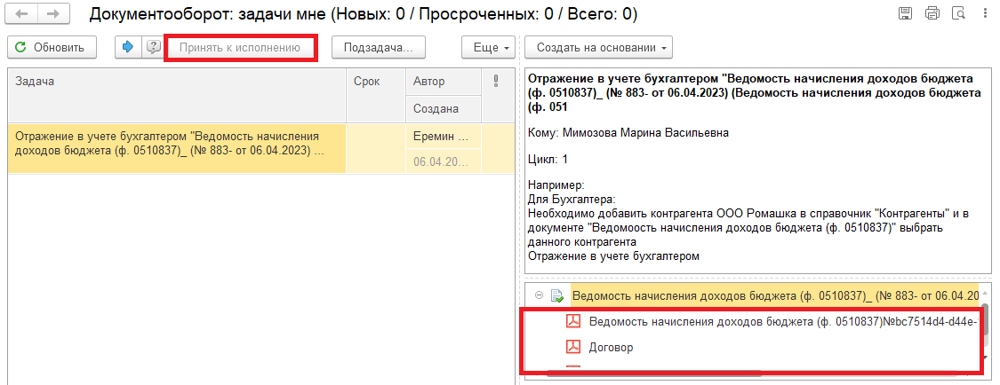 Документооборот: задачи мне (Новых: 0 / Просроченных: 0 / Всего: 0)
Обновить
Принять к исполнению
Подзадача...
Еще
Создать на основании
Задача
Срок
Автор
Создана
Отражение в учете бухгалтером "Ведомость начисления
доходов бюджета (ф. 0510837)_ (№ 883- от 06.04.2023) ...
Еремин ...
06.04.20...
Отражение в учете бухгалтером "Ведомость начисления доходов бюджета
(ф. 0510837)_ (№ 883- от 06.04.2023) (Ведомость начисления доходов бюджета
(ф. 051
Кому: Мимозова Марина Васильевна
Цикл: 1
Например:
Для Бухгалтера:
Необходимо добавить контрагента ООО Ромашка в справочник "Контрагенты" и в
документе "Ведомоость начисления доходов бюджета (ф. 0510837)" выбрать
данного контрагента
Отражение в учете бухгалтером
Ведомость начисления доходов бюджета (ф. 0510837)_ (№ 883- от 06.04.20
Ведомость начисления доходов бюджета (ф. 0510837)№bc7514d4-d44e-
Договор